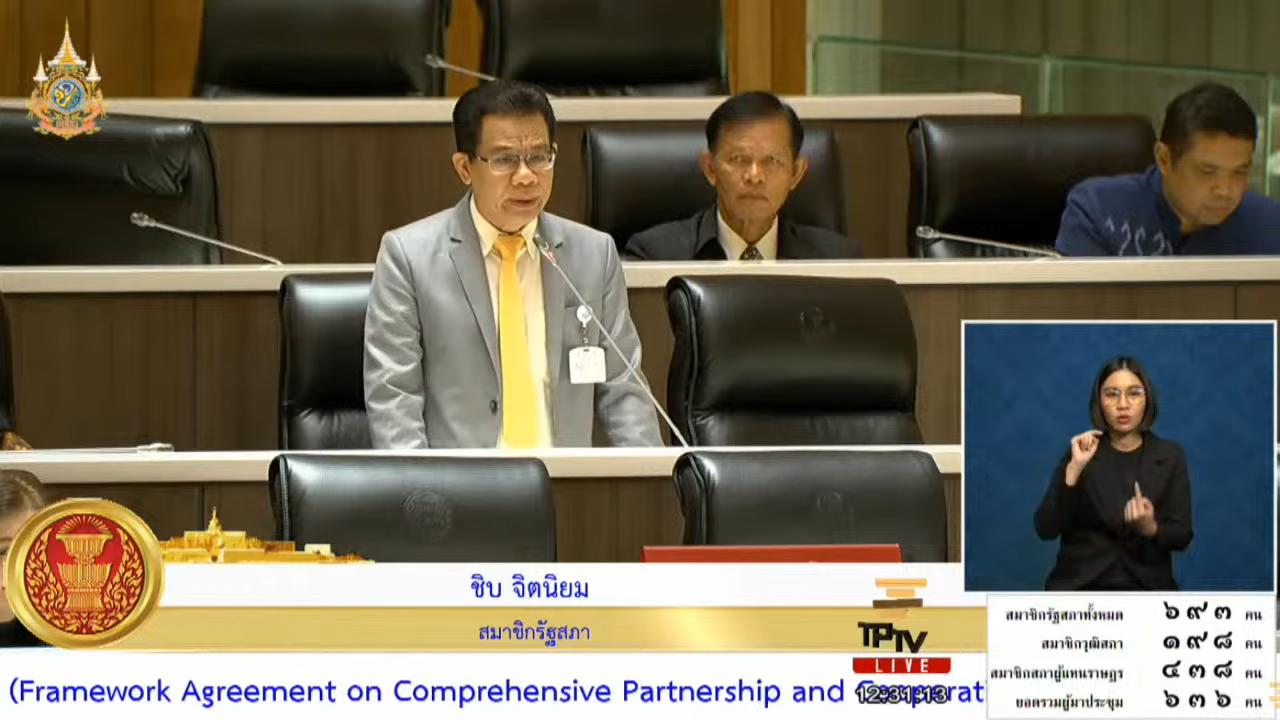 ชิบ จิตนิยม
สมาชิกรัฐสภา
TPTV
LIVE
12:31:13
(Framework Agreement on Comprehensive Partnership and Cooperati
สมาชิกรัฐสภาทั้งหมด ๖๙๓ คน
สมาชิกวุฒิสภา ๑๙๘ คน
สมาชิกสภาผู้แทนราษฎร ๔๓๘ คน
ยอดรวมผู้มาประชุม ๖๓๖ คน